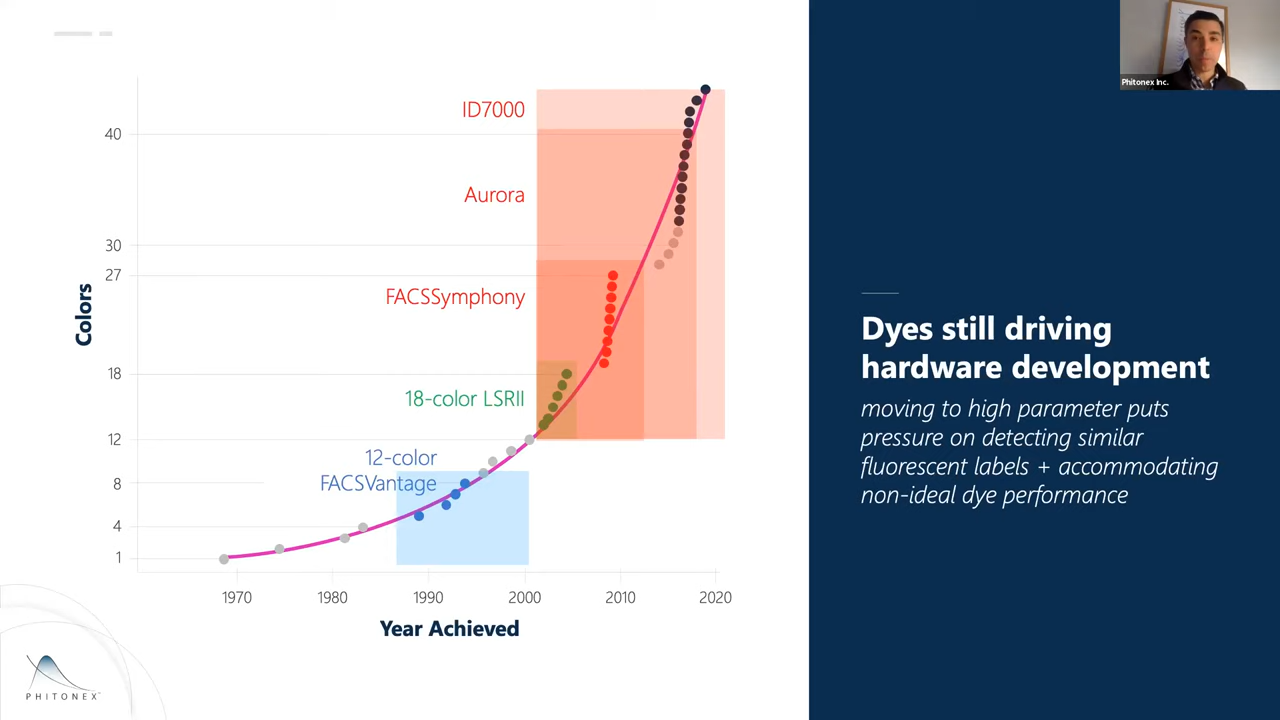 Phitonex Inc.
ID7000
Aurora
FACSSymphony
18-color LSRII
12-color
FACSVantage
40
30
27
18
12
8
4
1
Colors
1970
1980
1990
2000
2010
2020
Year Achieved
Dyes still driving
hardware development
moving to high parameter puts
pressure on detecting similar
fluorescent labels + accommodating
non-ideal dye performance
PHITONEX